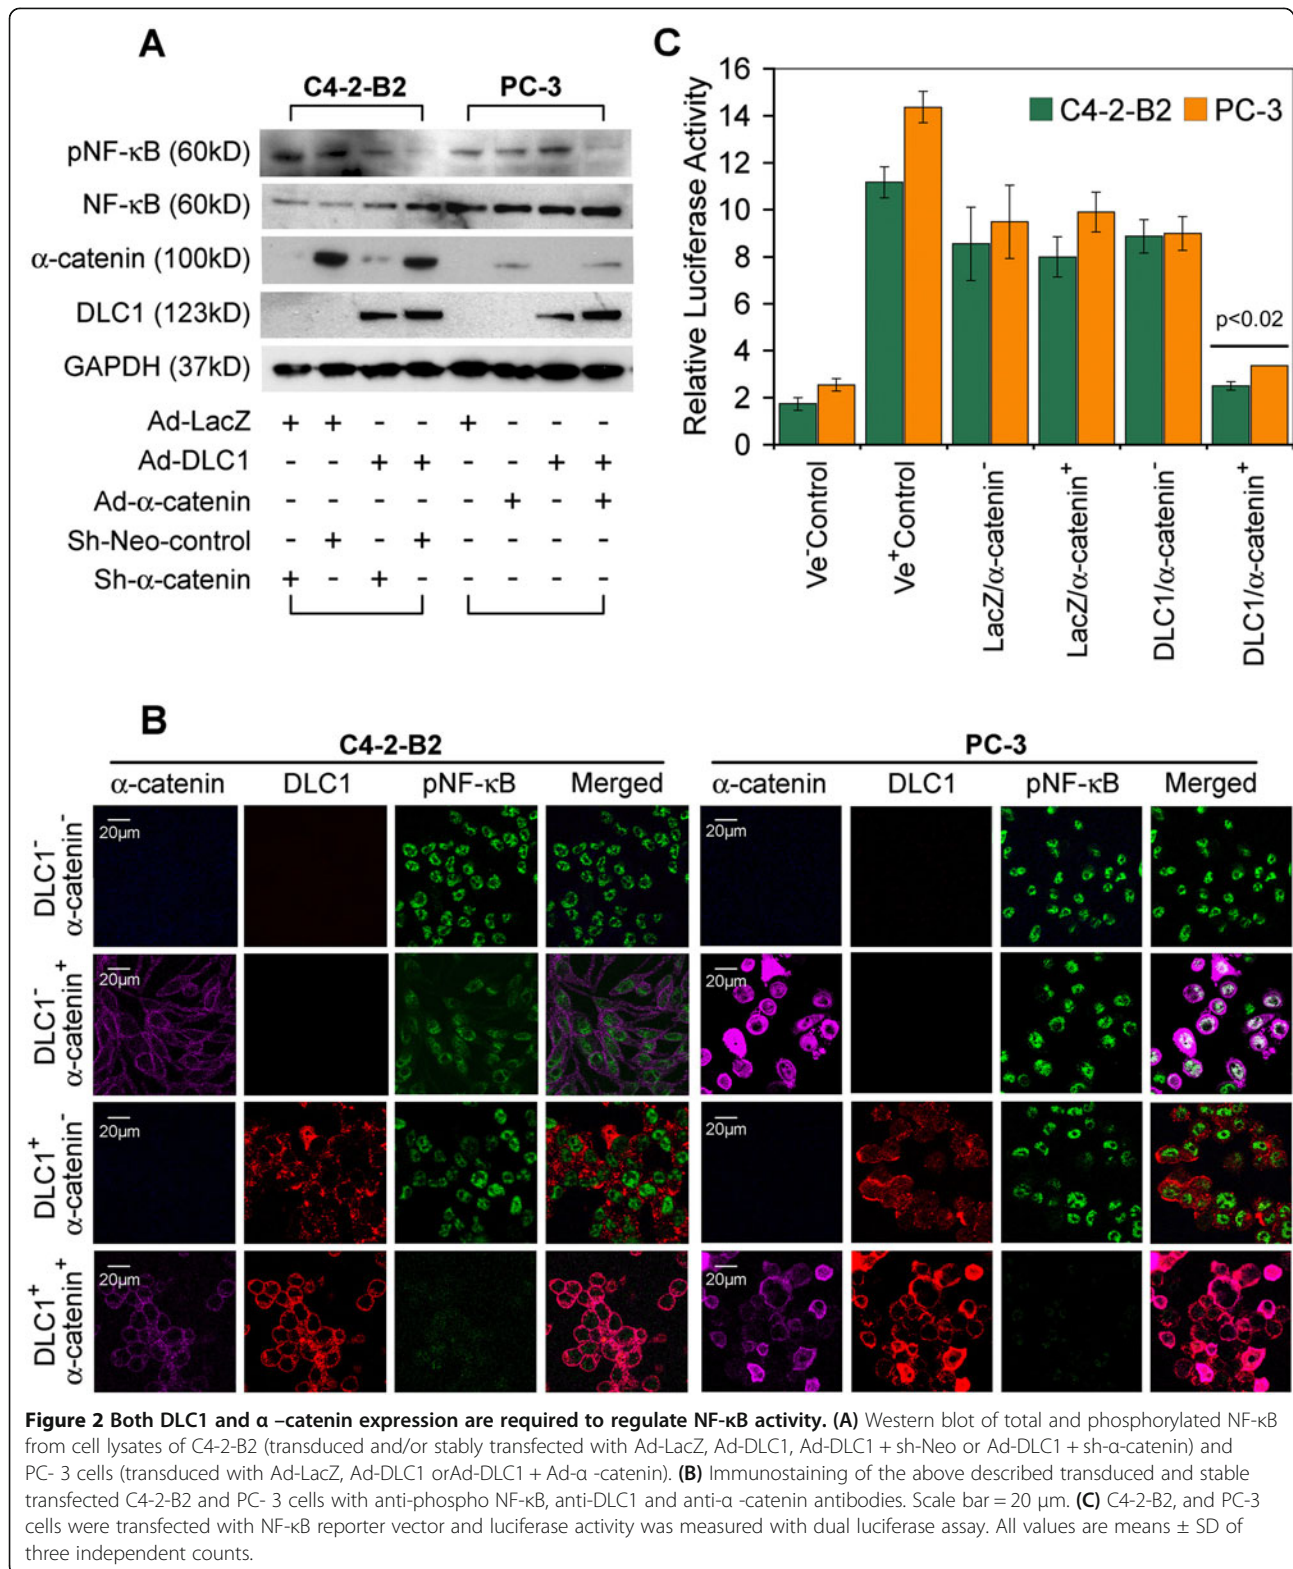 A
C4-2-B2 PC-3
pNF-κB (60kD)
NF-κB (60kD)
α-catenin (100kD)
DLC1 (123kD)
GAPDH (37kD)
Ad-LacZ + + - - + - - -
Ad-DLC1 - - + + - - + +
Ad-α-catenin - - - - - + - +
Sh-Neo-control - + - + - - - -
Sh-α-catenin + - + - - - - -
C
Relative Luciferase Activity
16
14
12
10
8
6
4
2
0
C4-2-B2 PC-3
p<0.02
Ve⁻Control
Ve⁺Control
LacZ/α-catenin⁻
LacZ/α-catenin⁺
DLC1/α-catenin⁻
DLC1/α-catenin⁺
B
C4-2-B2 PC-3
α-catenin DLC1 pNF-κB Merged α-catenin DLC1 pNF-κB Merged
DLC1⁻
α-catenin⁻
20µm 20µm
DLC1⁻
α-catenin⁺
20µm 20µm
DLC1⁺
α-catenin⁻
20µm 20µm
DLC1⁺
α-catenin⁺
20µm 20µm
Figure 2 Both DLC1 and α –catenin expression are required to regulate NF-κB activity. (A) Western blot of total and phosphorylated NF-κB
from cell lysates of C4-2-B2 (transduced and/or stably transfected with Ad-LacZ, Ad-DLC1, Ad-DLC1 + sh-Neo or Ad-DLC1 + sh-α-catenin) and
PC- 3 cells (transduced with Ad-LacZ, Ad-DLC1 orAd-DLC1 + Ad-α -catenin). (B) Immunostaining of the above described transduced and stable
transfected C4-2-B2 and PC- 3 cells with anti-phospho NF-κB, anti-DLC1 and anti-α -catenin antibodies. Scale bar = 20 µm. (C) C4-2-B2, and PC-3
cells were transfected with NF-κB reporter vector and luciferase activity was measured with dual luciferase assay. All values are means ± SD of
three independent counts.